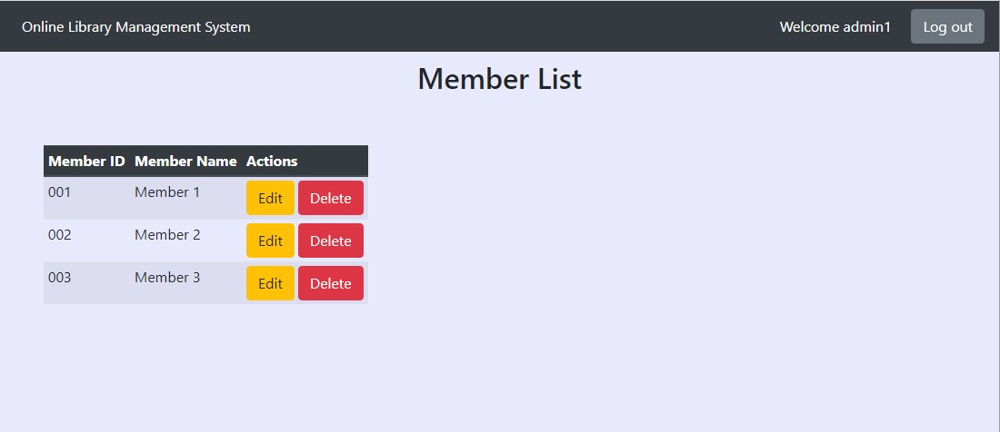 Online Library Management System Welcome admin1 Log out
Member List
Member ID Member Name Actions
001 Member 1 Edit Delete
002 Member 2 Edit Delete
003 Member 3 Edit Delete